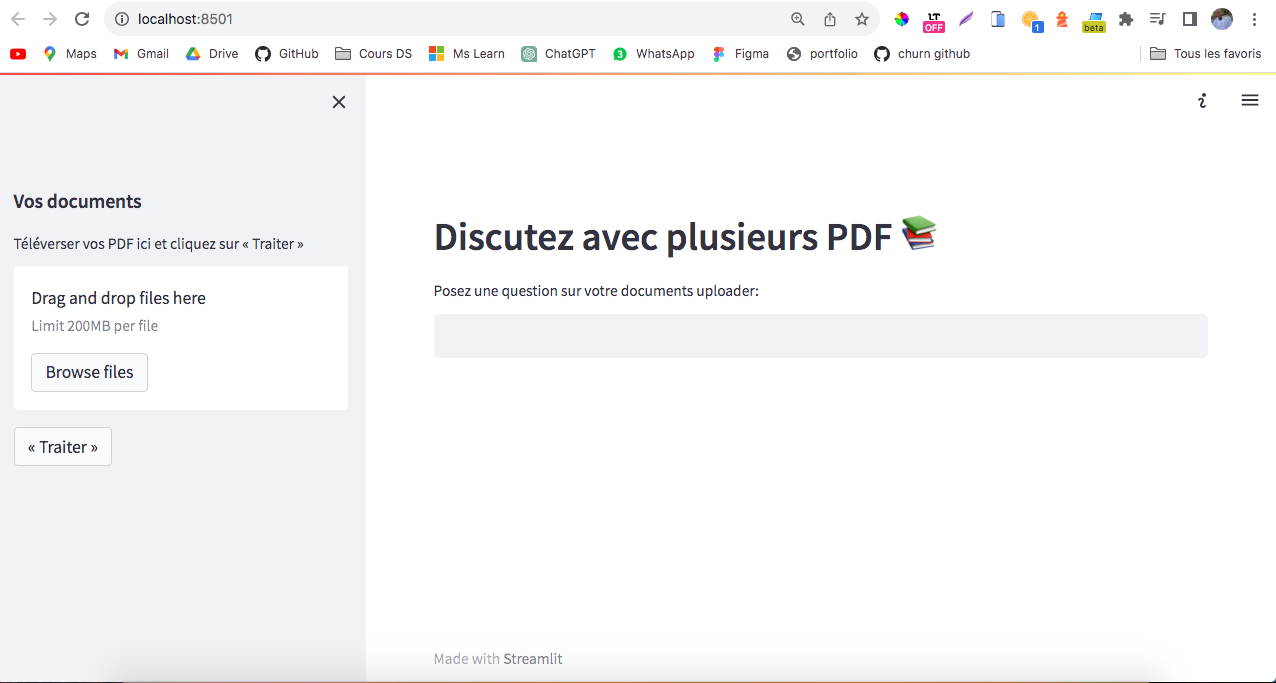 localhost:8501
LT
OFF
1
beta
Maps
Gmail
Drive
GitHub
Cours DS
Ms Learn
ChatGPT
3
WhatsApp
Figma
portfolio
churn github
Tous les favoris
Vos documents
Téléverser vos PDF ici et cliquez sur « Traiter »
Drag and drop files here
Limit 200MB per file
Browse files
« Traiter »
Discutez avec plusieurs PDF 📚
Posez une question sur votre documents uploader:
Made with Streamlit